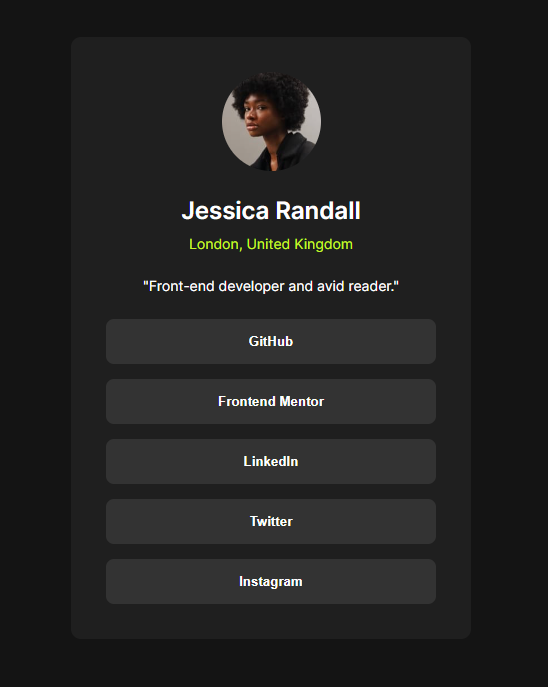 Jessica Randall
London, United Kingdom
"Front-end developer and avid reader."
GitHub
Frontend Mentor
LinkedIn
Twitter
Instagram